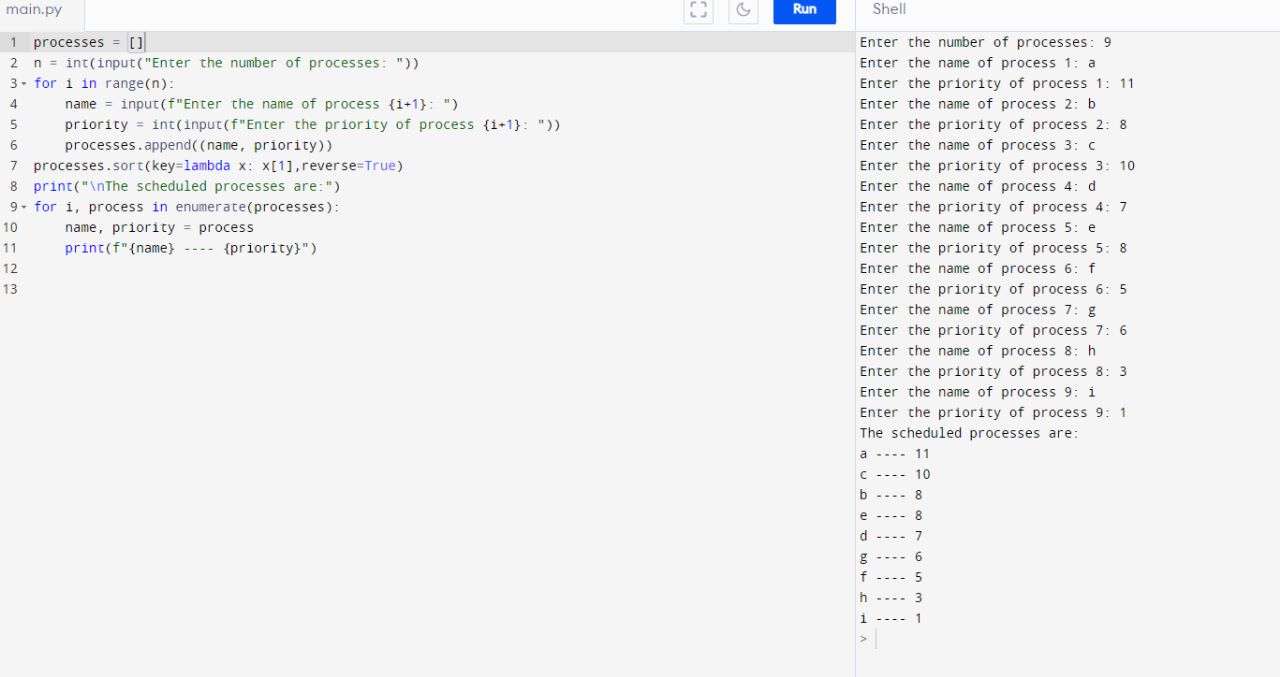 main.py
Run
Shell
1 processes = []
2 n = int(input("Enter the number of processes: "))
3 for i in range(n):
4     name = input(f"Enter the name of process {i+1}: ")
5     priority = int(input(f"Enter the priority of process {i+1}: "))
6     processes.append((name, priority))
7 processes.sort(key=lambda x: x[1],reverse=True)
8 print("\nThe scheduled processes are:")
9 for i, process in enumerate(processes):
10     name, priority = process
11     print(f"{name} ---- {priority}")
12
13
Enter the number of processes: 9
Enter the name of process 1: a
Enter the priority of process 1: 11
Enter the name of process 2: b
Enter the priority of process 2: 8
Enter the name of process 3: c
Enter the priority of process 3: 10
Enter the name of process 4: d
Enter the priority of process 4: 7
Enter the name of process 5: e
Enter the priority of process 5: 8
Enter the name of process 6: f
Enter the priority of process 6: 5
Enter the name of process 7: g
Enter the priority of process 7: 6
Enter the name of process 8: h
Enter the priority of process 8: 3
Enter the name of process 9: i
Enter the priority of process 9: 1
The scheduled processes are:
a ---- 11
c ---- 10
b ---- 8
e ---- 8
d ---- 7
g ---- 6
f ---- 5
h ---- 3
i ---- 1
>